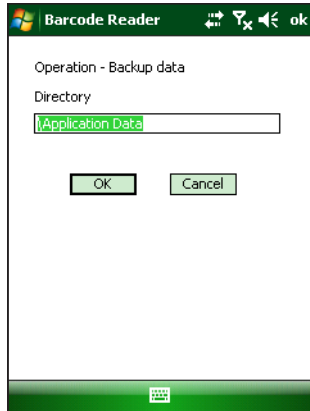 Barcode Reader ok
Operation - Backup data
Directory
\Application Data
OK Cancel